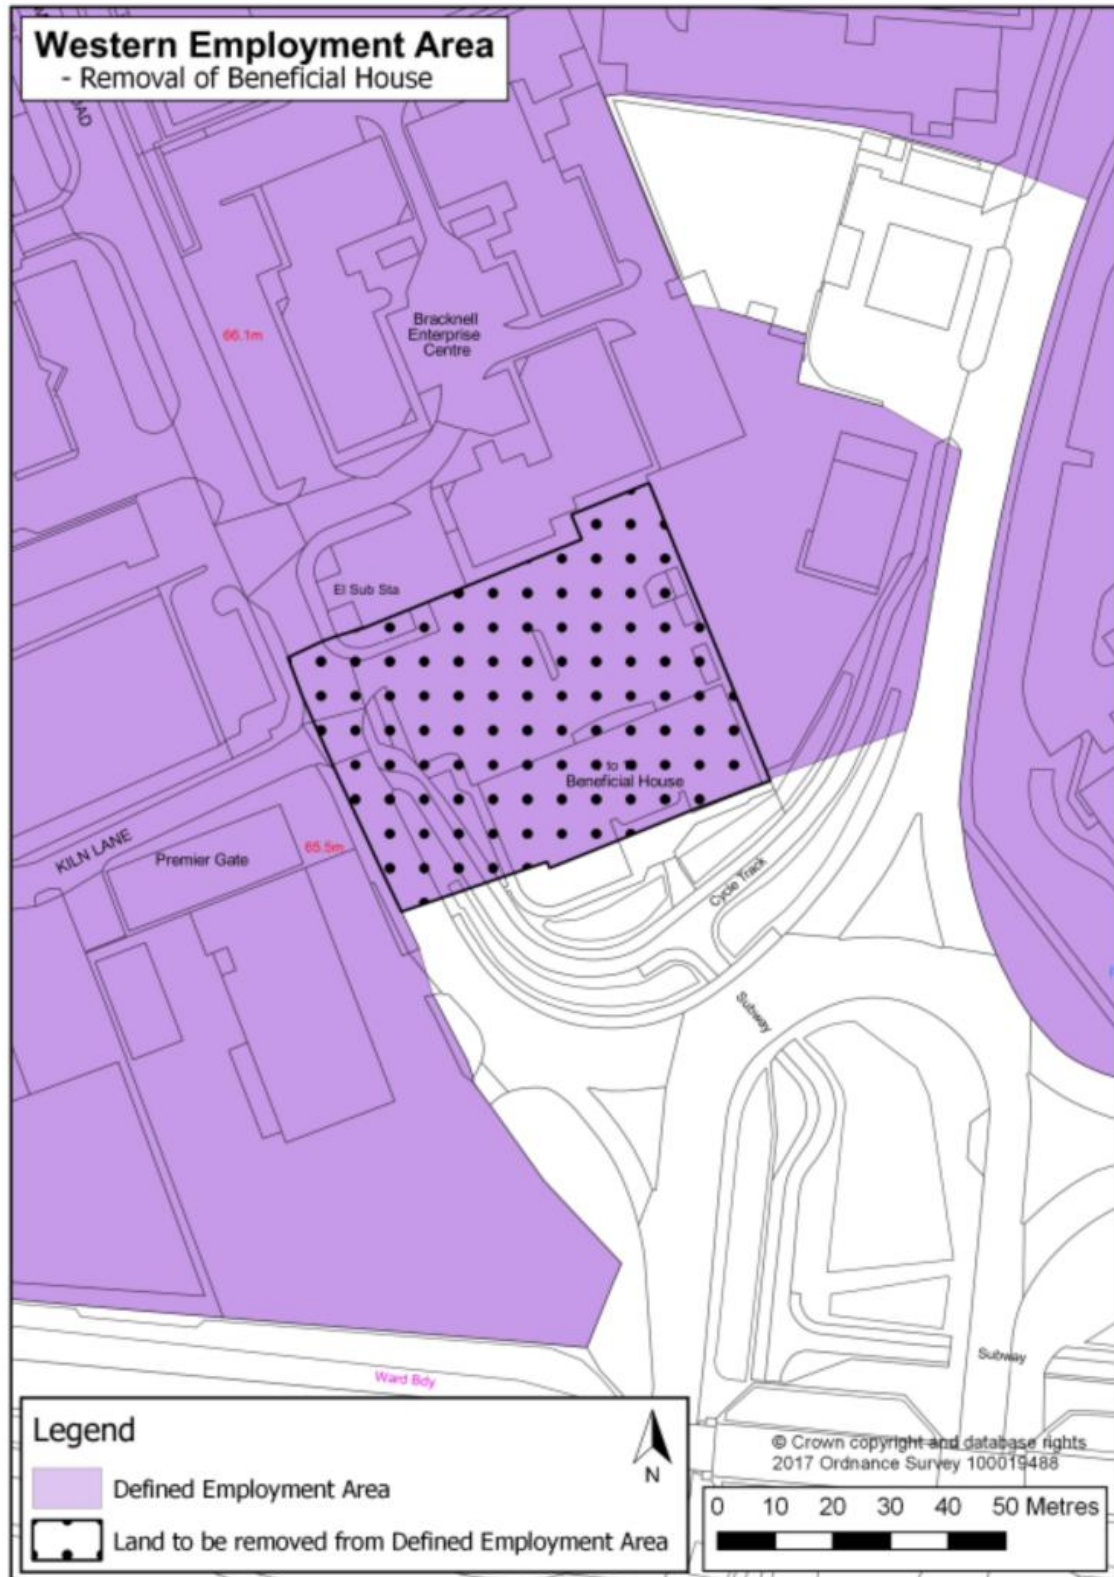 Western Employment Area
- Removal of Beneficial House
66.1m
Bracknell
Enterprise
Centre
El Sub Sta
to
Beneficial House
KILN LANE
Premier Gate
65.5m
Cycle Track
Subway
Subway
Ward Bdy
Legend
Defined Employment Area
Land to be removed from Defined Employment Area
N
© Crown copyright and database rights
2017 Ordnance Survey 100019488
0 10 20 30 40 50 Metres